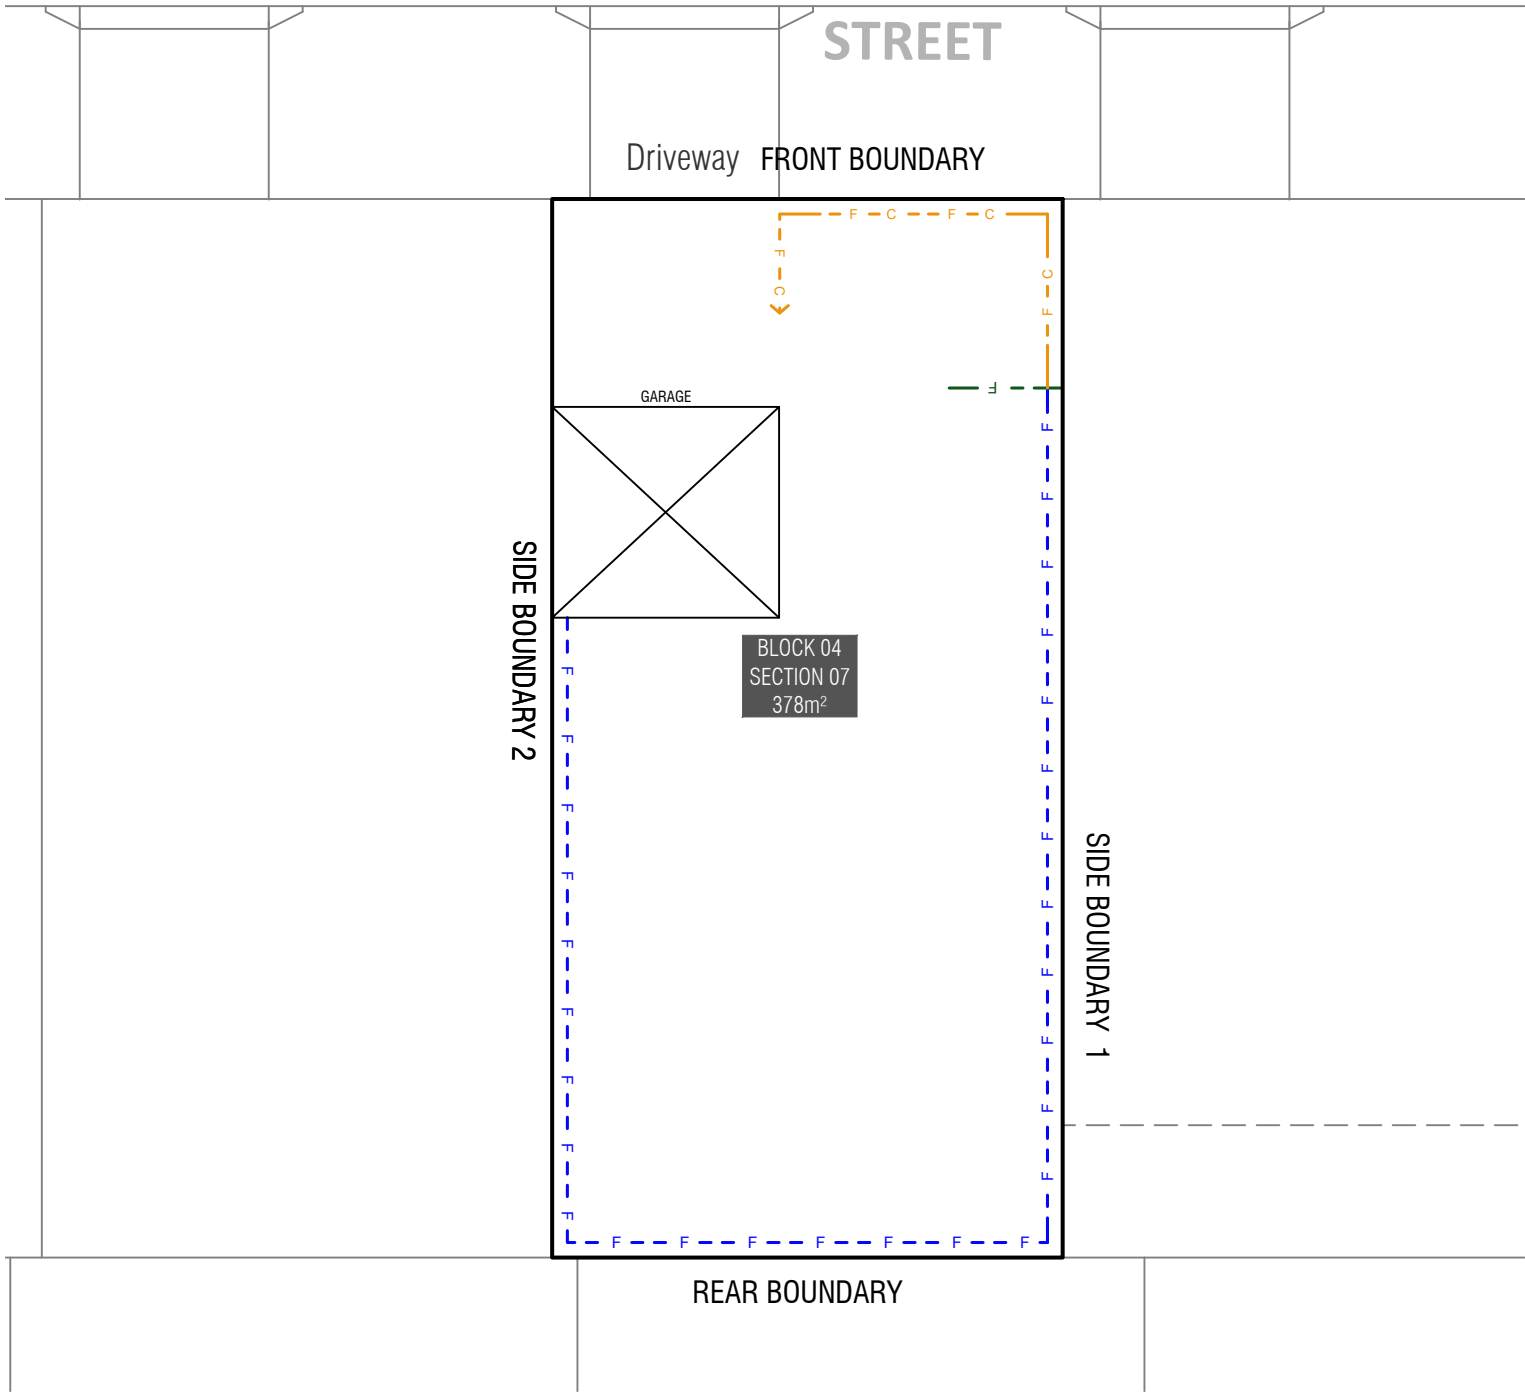 STREET
Driveway FRONT BOUNDARY
F C F C
F C
C F
F
GARAGE
SIDE BOUNDARY 2
BLOCK 04
SECTION 07
378m²
SIDE BOUNDARY 1
F F F F F F F F F F F F
F F F F F F F F F
F F F F F F F
REAR BOUNDARY